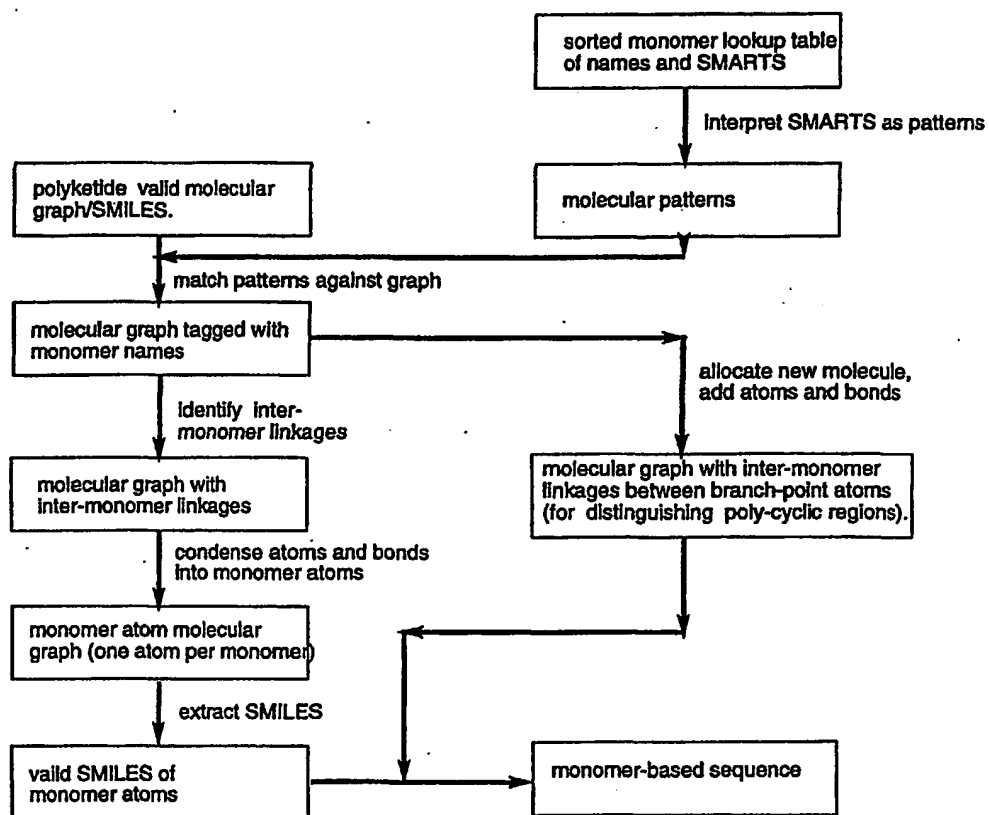 sorted monomer lookup table
of names and SMARTS
interpret SMARTS as patterns
polyketide valid molecular
graph/SMILES.
molecular patterns
match patterns against graph
molecular graph tagged with
monomer names
allocate new molecule,
add atoms and bonds
identify inter-
monomer linkages
molecular graph with
inter-monomer linkages
molecular graph with inter-monomer
linkages between branch-point atoms
(for distinguishing poly-cyclic regions).
condense atoms and bonds
into monomer atoms
monomer atom molecular
graph (one atom per monomer)
extract SMILES
valid SMILES of
monomer atoms
monomer-based sequence